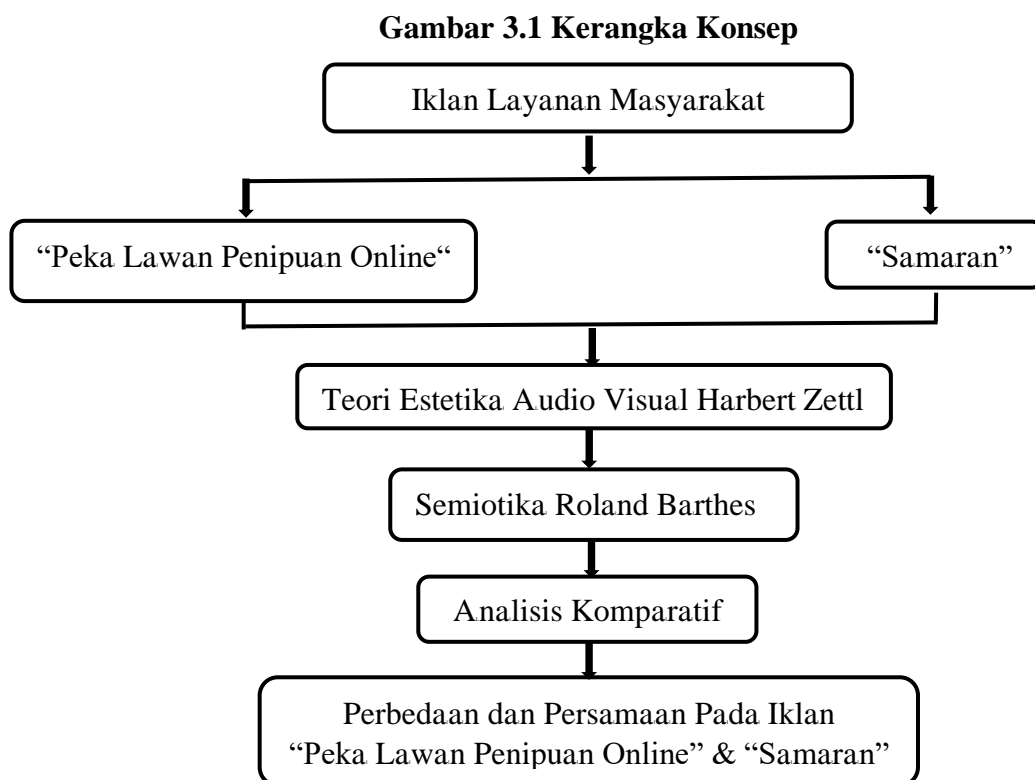 Gambar 3.1 Kerangka Konsep
Iklan Layanan Masyarakat
“Peka Lawan Penipuan Online“
“Samaran”
Teori Estetika Audio Visual Harbert Zettl
Semiotika Roland Barthes
Analisis Komparatif
Perbedaan dan Persamaan Pada Iklan
“Peka Lawan Penipuan Online” & “Samaran”